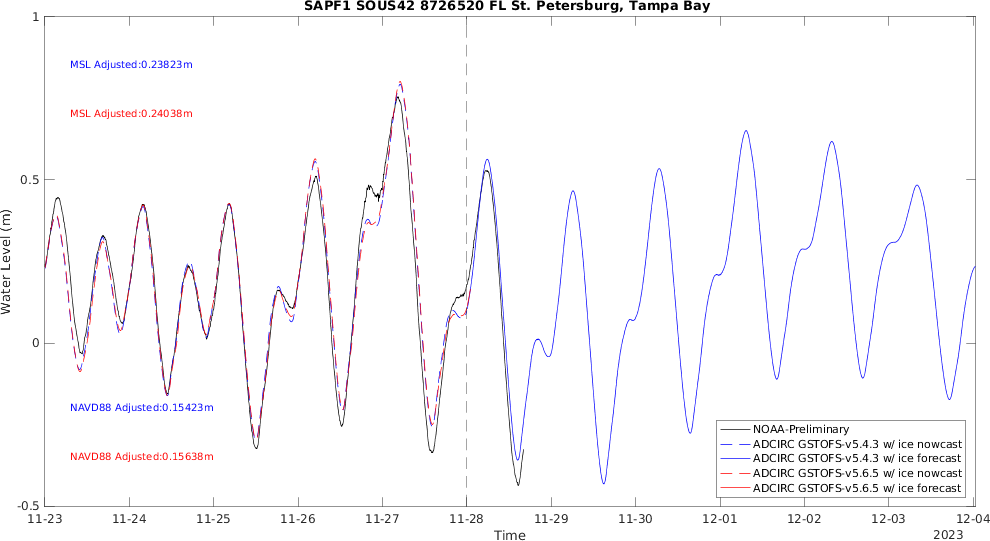 SAPF1 SOUS42 8726520 FL St. Petersburg, Tampa Bay
1
MSL Adjusted:0.23823m
MSL Adjusted:0.24038m
0.5
Water Level (m)
0
NAVD88 Adjusted:0.15423m
NAVD88 Adjusted:0.15638m
NOAA-Preliminary
ADCIRC GSTOFS-v5.4.3 w/ ice nowcast
ADCIRC GSTOFS-v5.4.3 w/ ice forecast
ADCIRC GSTOFS-v5.6.5 w/ ice nowcast
ADCIRC GSTOFS-v5.6.5 w/ ice forecast
-0.5
11-23 11-24 11-25 11-26 11-27 11-28 11-29 11-30 12-01 12-02 12-03 12-04
Time
2023